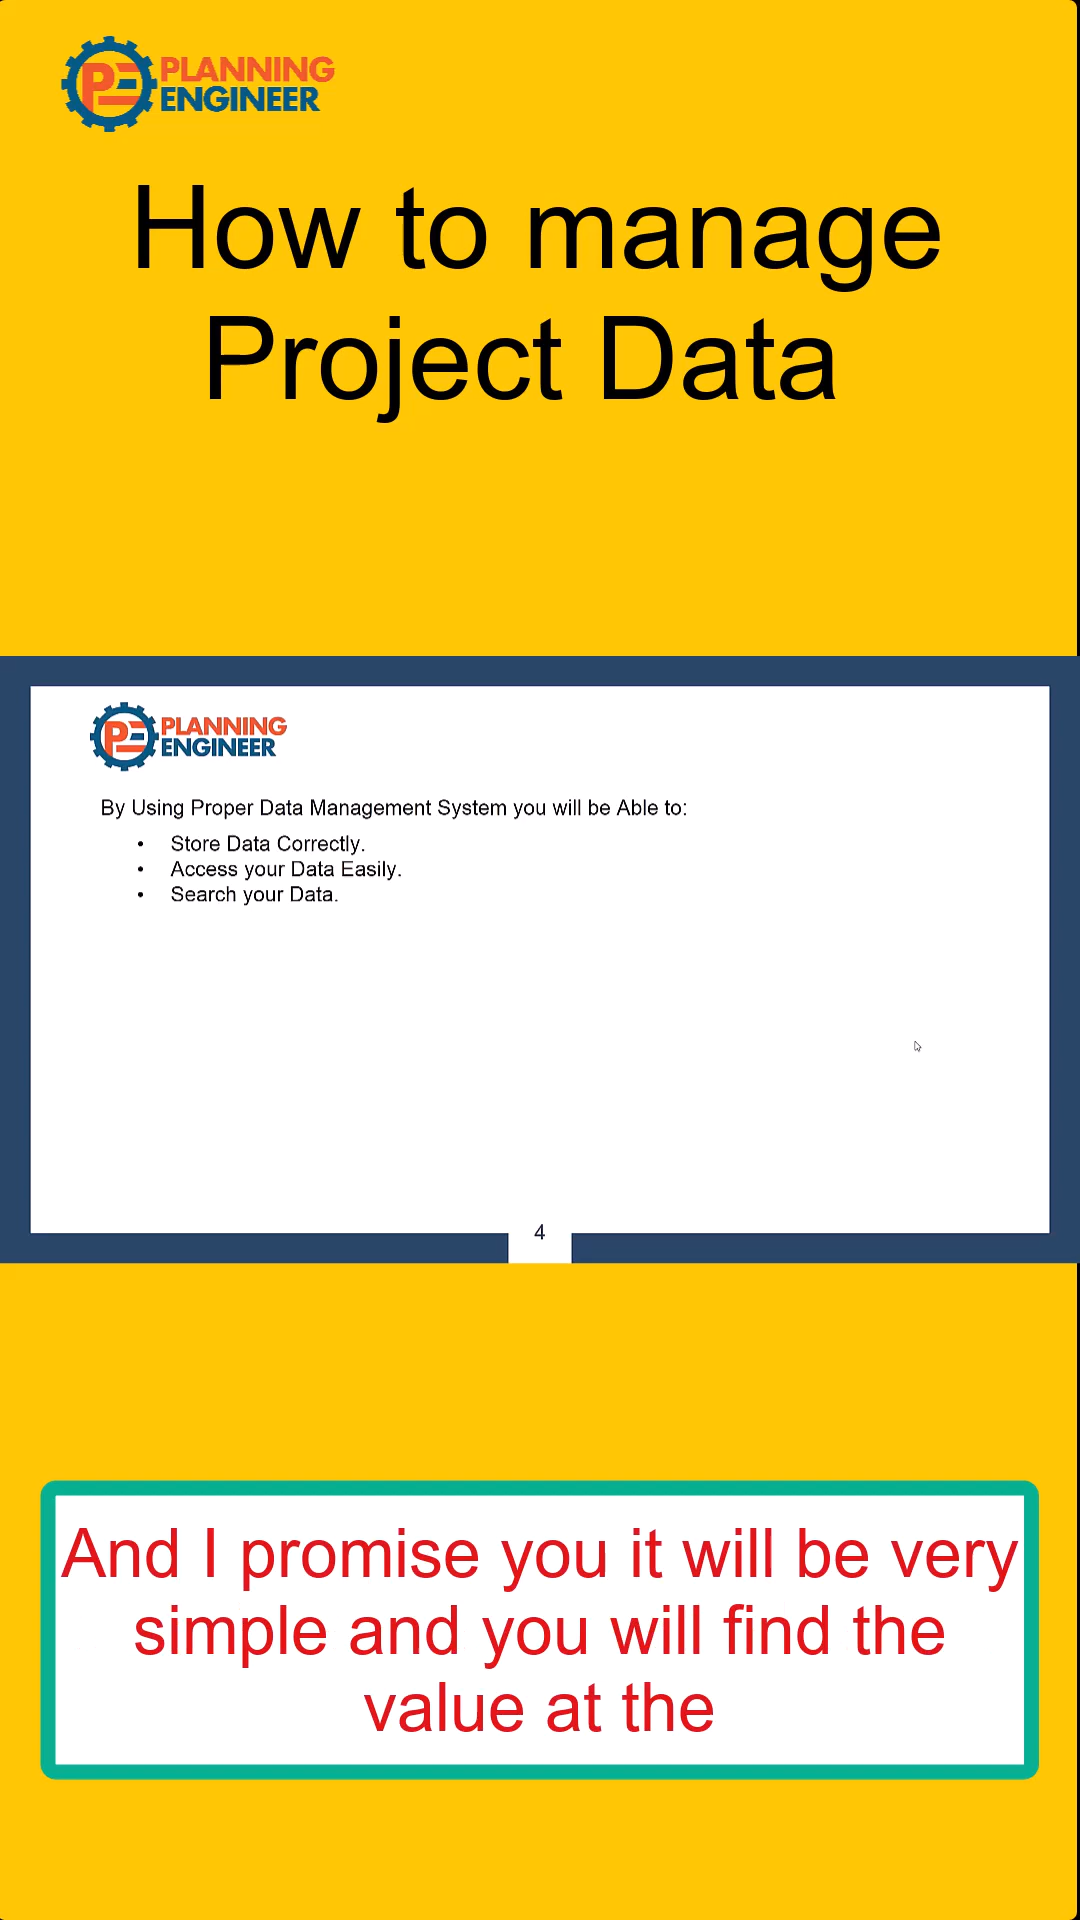 PLANNING
ENGINEER
How to manage
Project Data
PLANNING
ENGINEER
By Using Proper Data Management System you will be Able to:
• Store Data Correctly.
• Access your Data Easily.
• Search your Data.
4
And I promise you it will be very
simple and you will find the
value at the